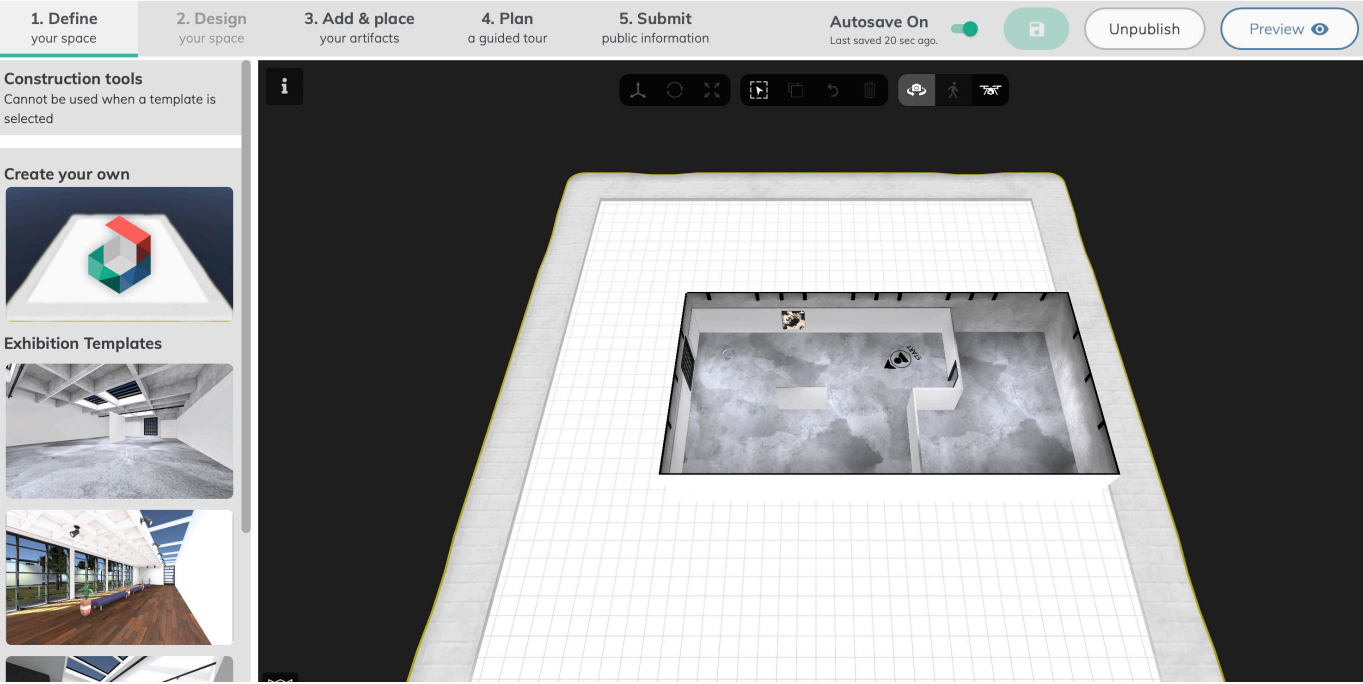 1. Define
your space
2. Design
your space
3. Add & place
your artifacts
4. Plan
a guided tour
5. Submit
public information
Autosave On
Last saved 20 sec ago.
Unpublish
Preview
Construction tools
Cannot be used when a template is
selected
Create your own
Exhibition Templates
i
START